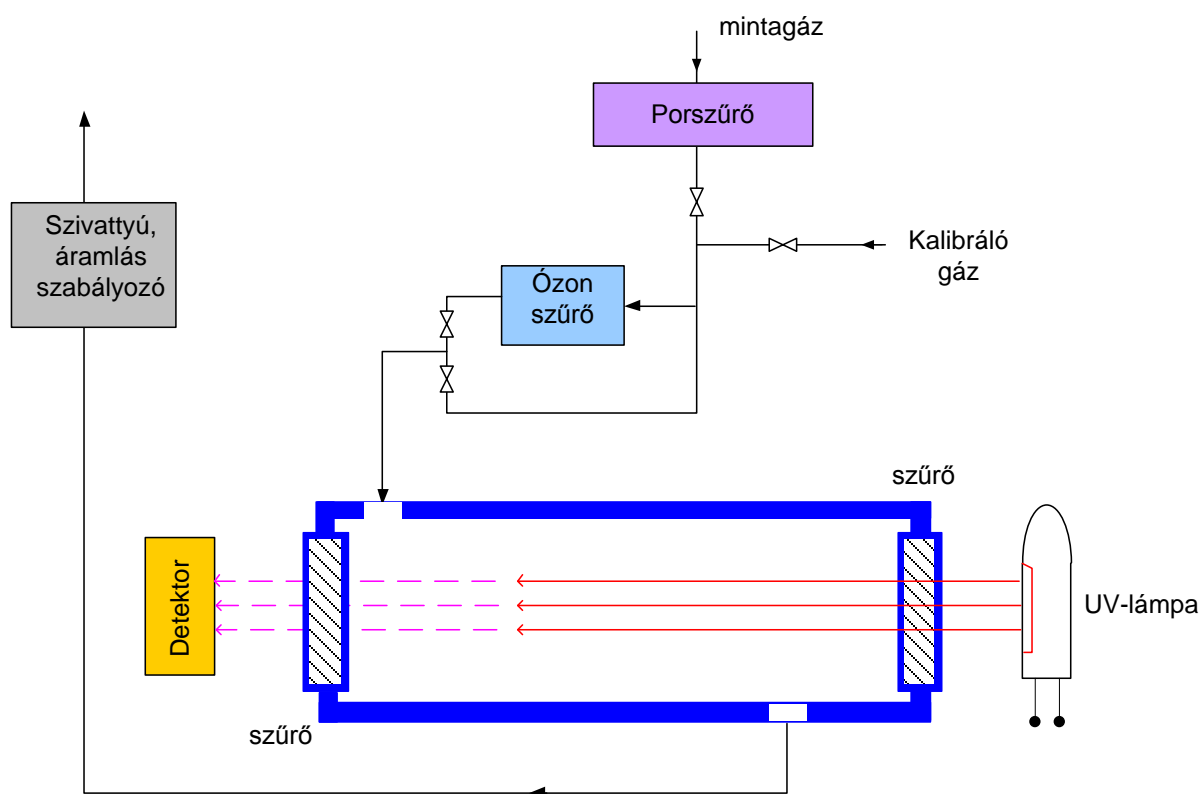 mintagáz
Porszűrő
Szivattyú,
áramlás
szabályozó
Kalibráló
gáz
Ózon
szűrő
szűrő
Detektor
UV-lámpa
szűrő